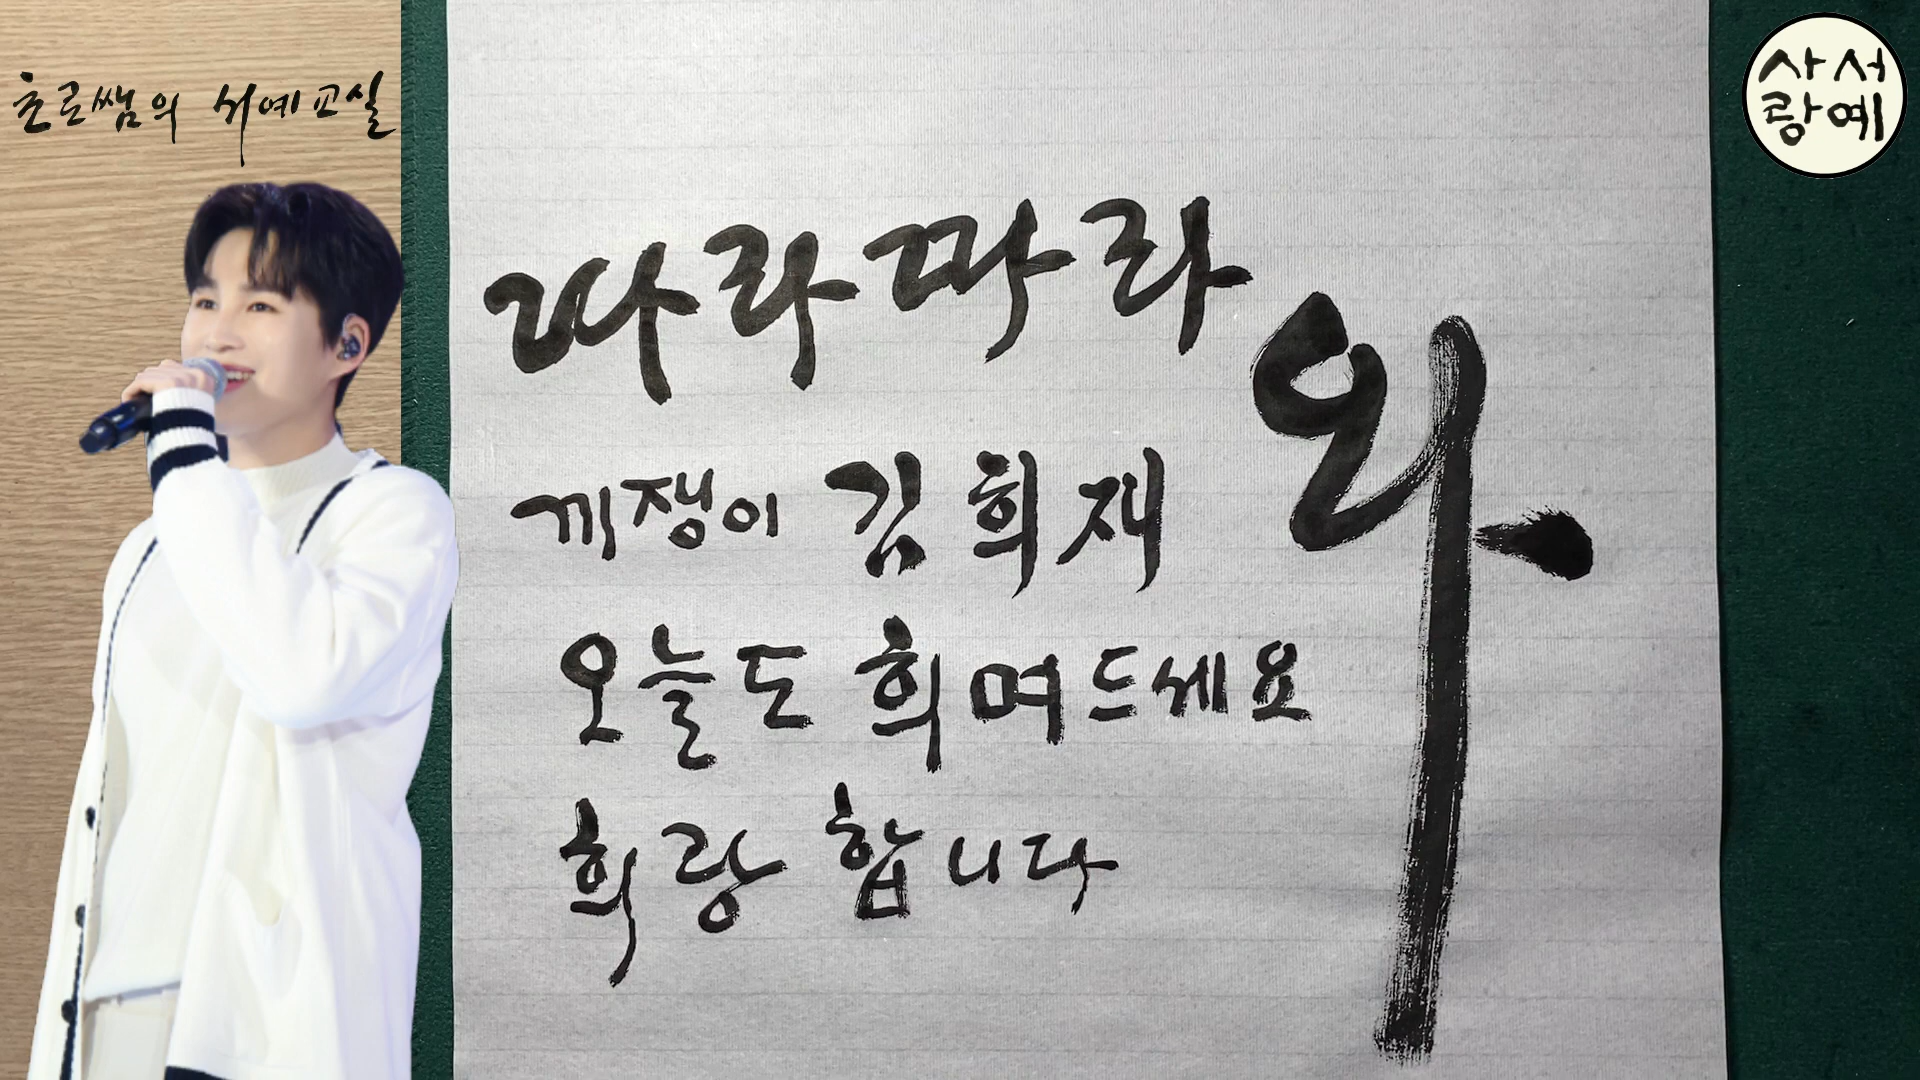 초로쌤의 서예교실
따라따라 와
끼쟁이 김희재
오늘도 희며드세요
희랑합니다
서예
사랑